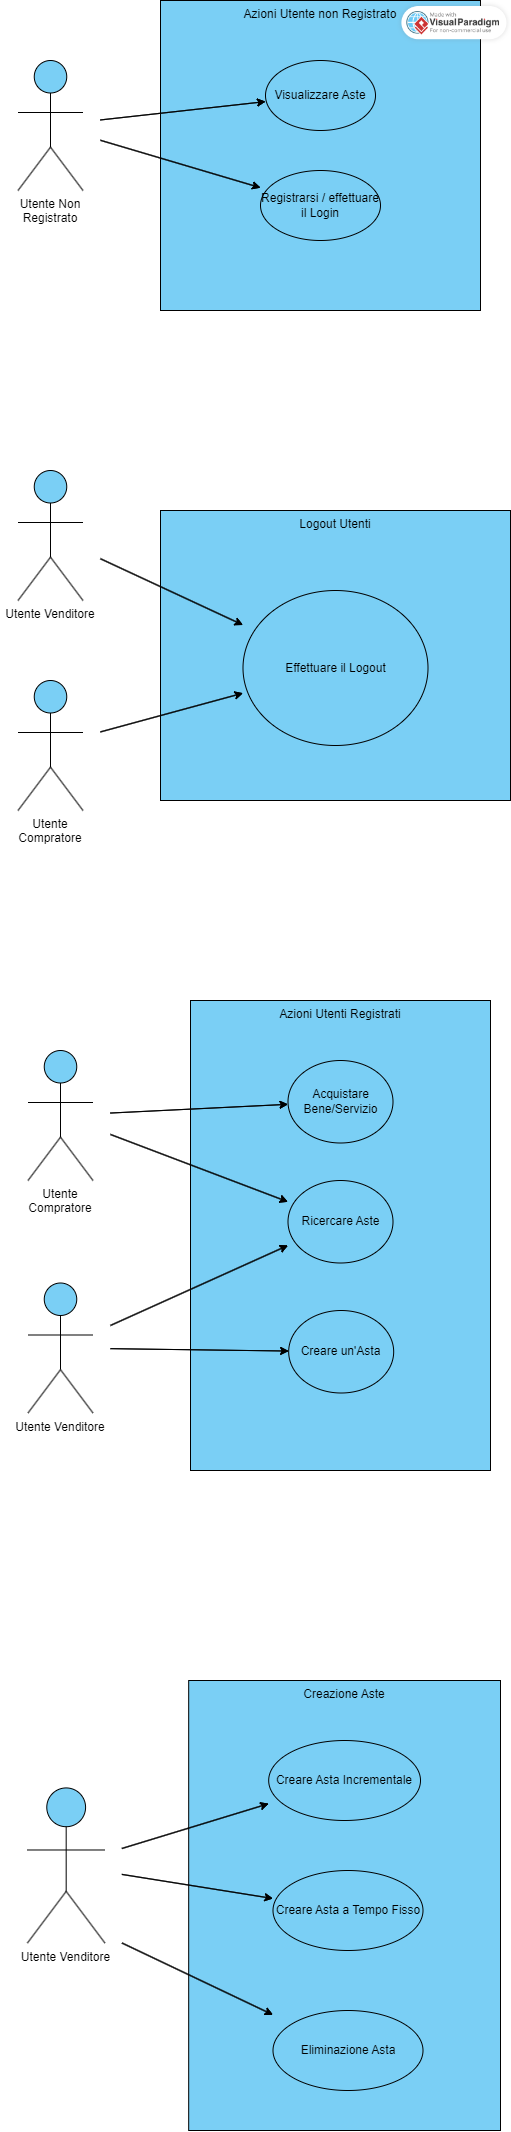 Azioni Utente non Registrato
Made with
VisualParadigm
For non-commercial use
Visualizzare Aste
Registrarsi / effettuare
il Login
Utente Non
Registrato
Logout Utenti
Utente Venditore
Effettuare il Logout
Utente
Compratore
Azioni Utenti Registrati
Acquistare
Bene/Servizio
Utente
Compratore
Ricercare Aste
Creare un'Asta
Utente Venditore
Creazione Aste
Creare Asta Incrementale
Creare Asta a Tempo Fisso
Utente Venditore
Eliminazione Asta